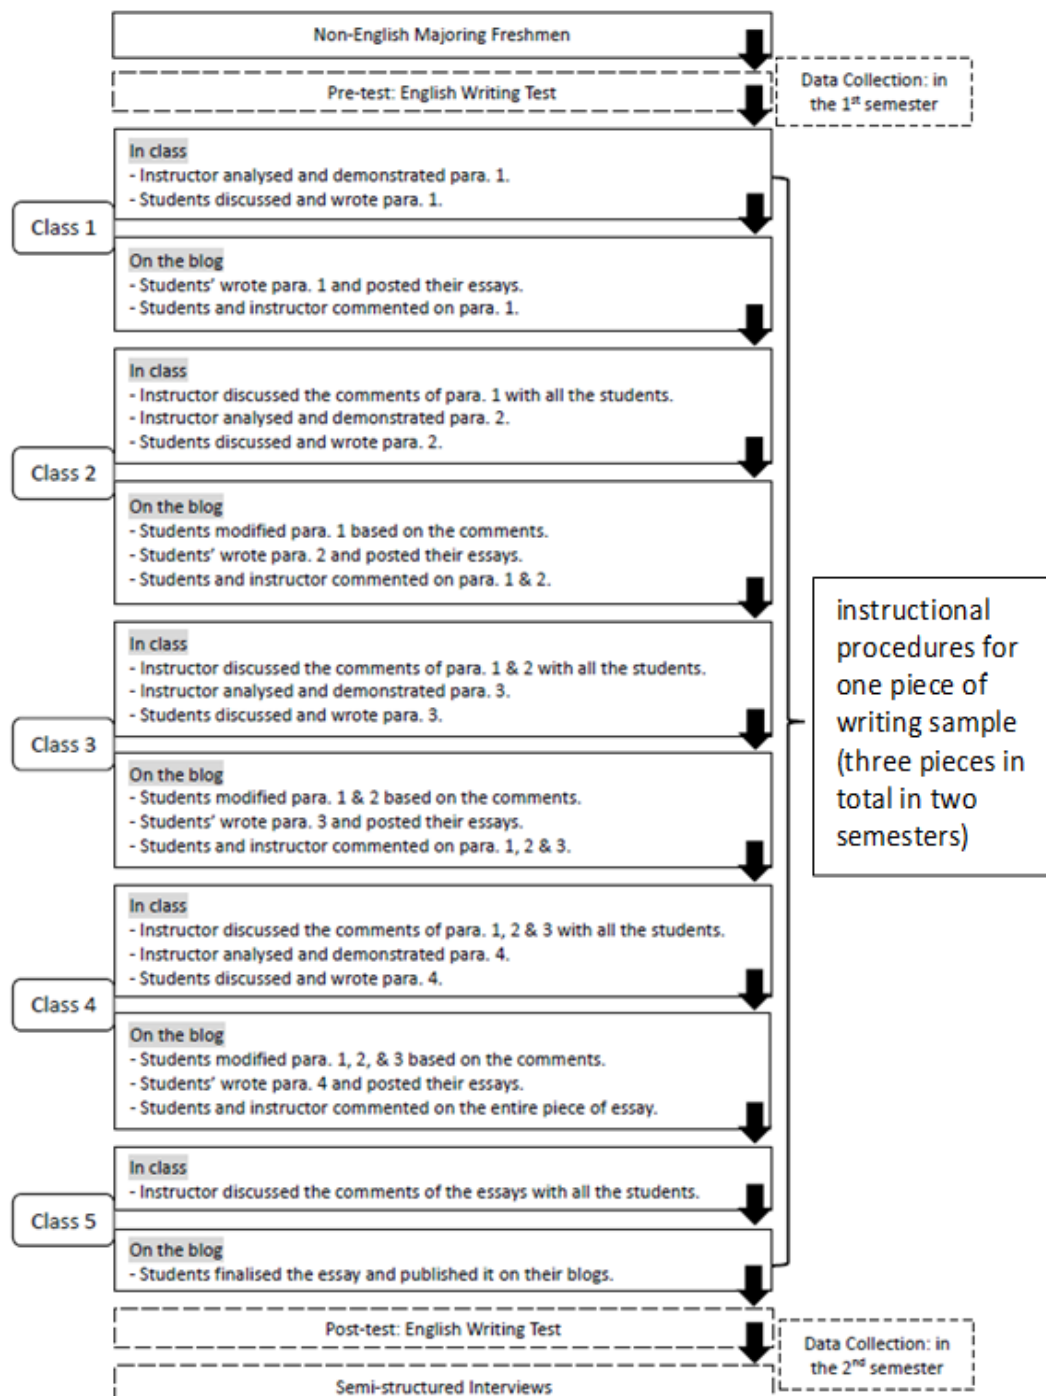 Non-English Majoring Freshmen
Pre-test: English Writing Test
Data Collection: in
the 1st semester
In class
- Instructor analysed and demonstrated para. 1.
- Students discussed and wrote para. 1.
Class 1
On the blog
- Students' wrote para. 1 and posted their essays.
- Students and instructor commented on para. 1.
In class
- Instructor discussed the comments of para. 1 with all the students.
- Instructor analysed and demonstrated para. 2.
- Students discussed and wrote para. 2.
Class 2
On the blog
- Students modified para. 1 based on the comments.
- Students' wrote para. 2 and posted their essays.
- Students and instructor commented on para. 1 & 2.
In class
- Instructor discussed the comments of para. 1 & 2 with all the students.
- Instructor analysed and demonstrated para. 3.
- Students discussed and wrote para. 3.
Class 3
On the blog
- Students modified para. 1 & 2 based on the comments.
- Students' wrote para. 3 and posted their essays.
- Students and instructor commented on para. 1, 2 & 3.
In class
- Instructor discussed the comments of para. 1, 2 & 3 with all the students.
- Instructor analysed and demonstrated para. 4.
- Students discussed and wrote para. 4.
Class 4
On the blog
- Students modified para. 1, 2, & 3 based on the comments.
- Students' wrote para. 4 and posted their essays.
- Students and instructor commented on the entire piece of essay.
In class
- Instructor discussed the comments of the essays with all the students.
Class 5
On the blog
- Students finalised the essay and published it on their blogs.
instructional
procedures for
one piece of
writing sample
(three pieces in
total in two
semesters)
Post-test: English Writing Test
Data Collection: in
the 2nd semester
Semi-structured Interviews